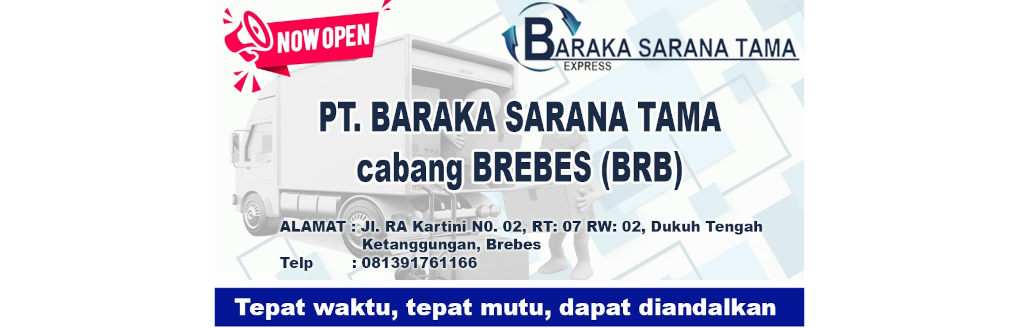 NOW OPEN
BARAKA SARANA TAMA
EXPRESS
PT. BARAKA SARANA TAMA
cabang BREBES (BRB)
ALAMAT : Jl. RA Kartini N0. 02, RT: 07 RW: 02, Dukuh Tengah
Ketanggungan, Brebes
Telp : 081391761166
Tepat waktu, tepat mutu, dapat diandalkan